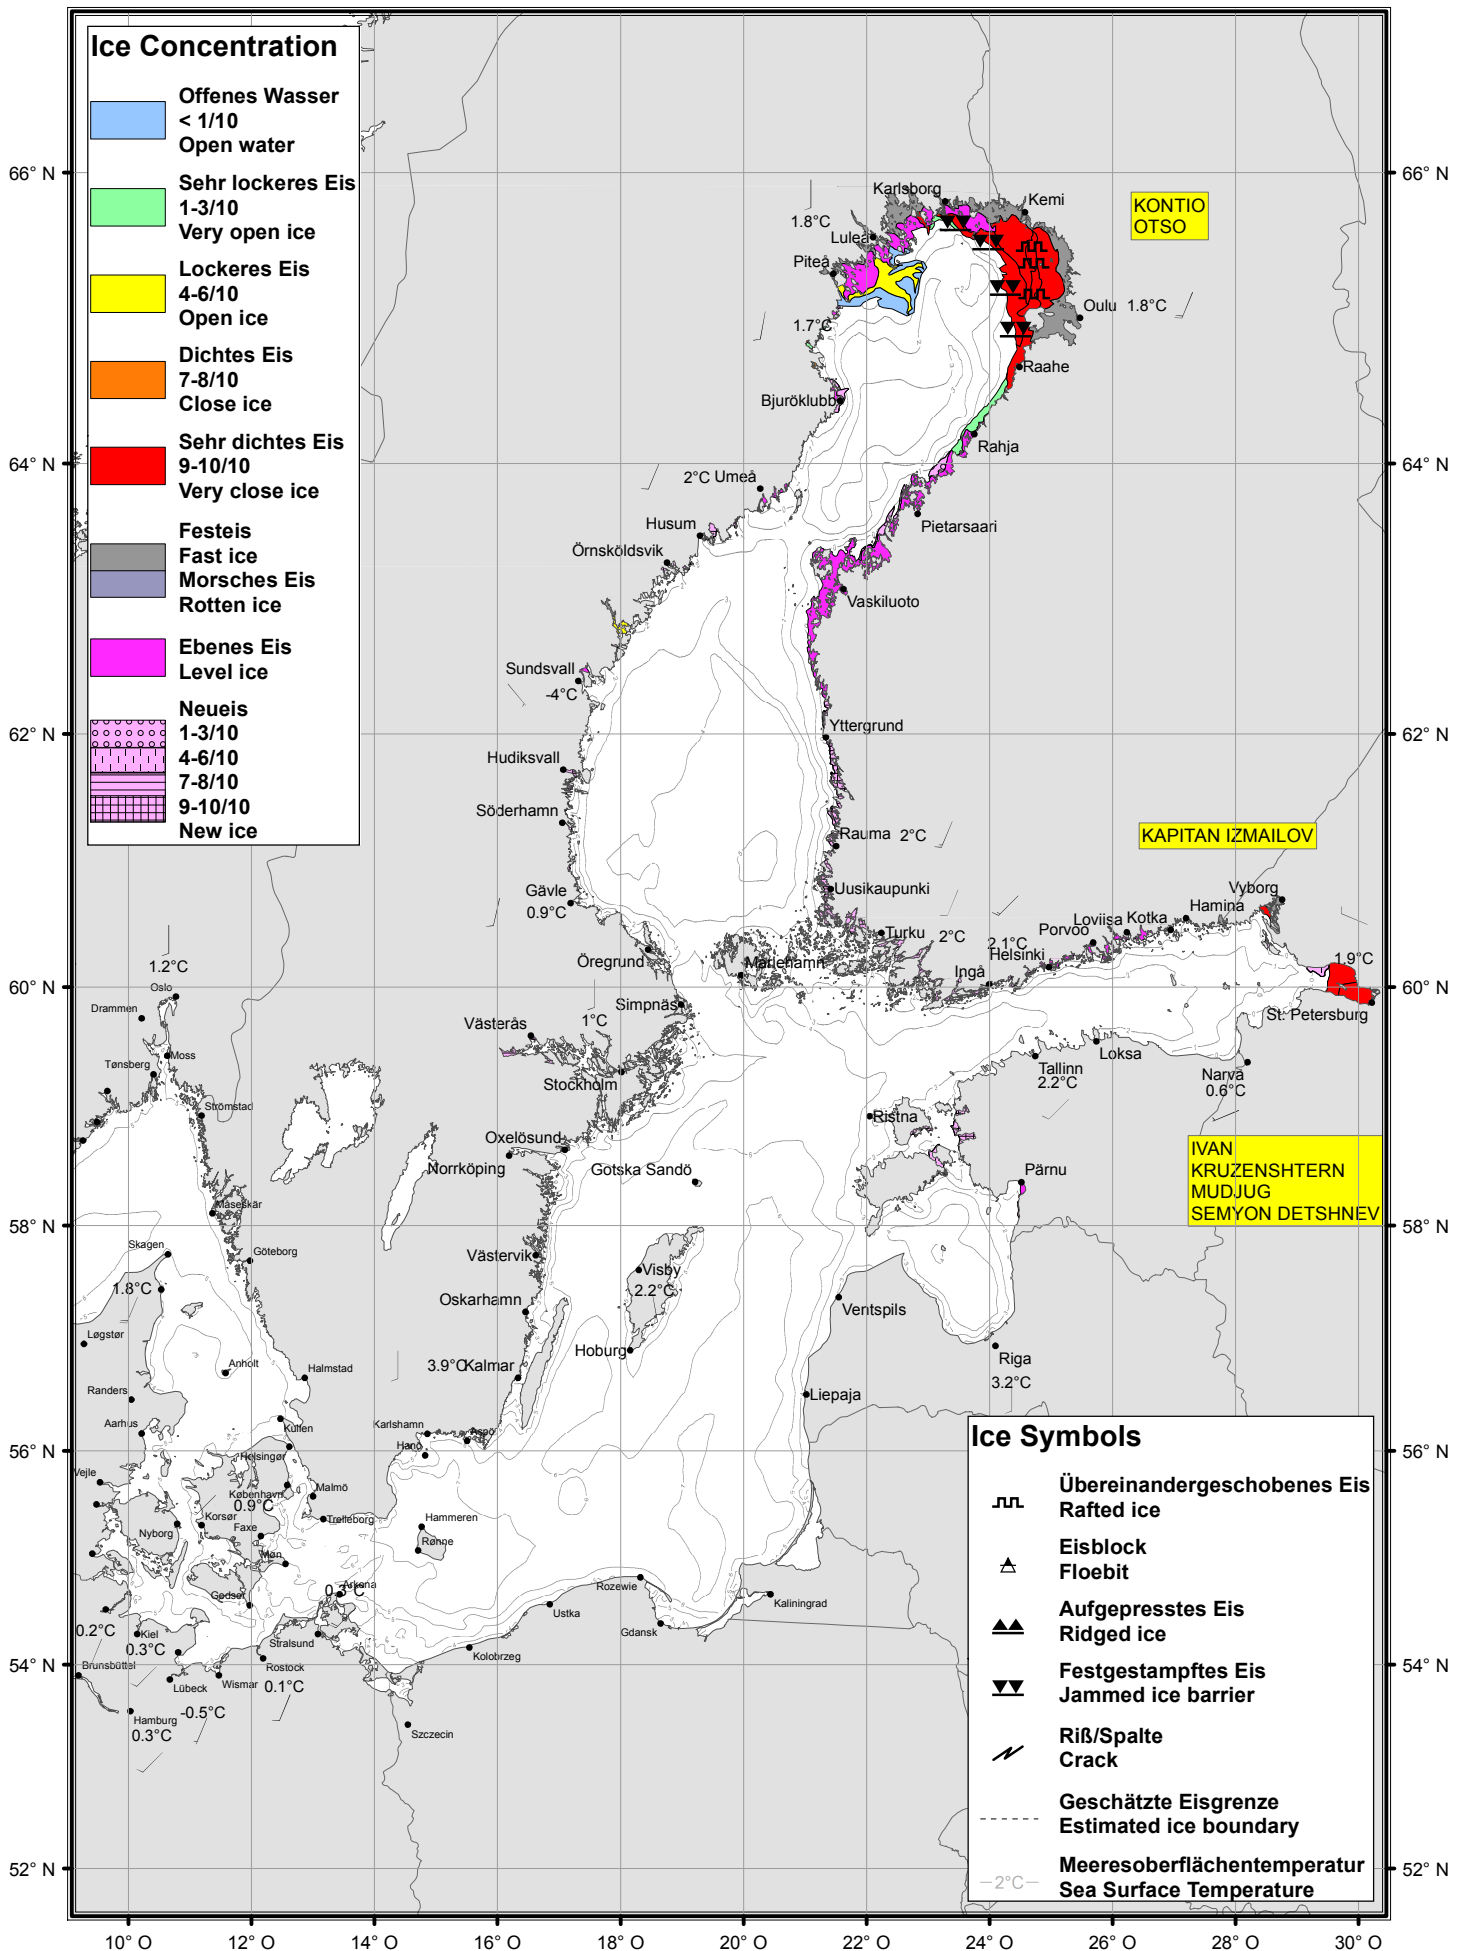 Ice Concentration
Offenes Wasser
< 1/10
Open water
Sehr lockeres Eis
1-3/10
Very open ice
Lockeres Eis
4-6/10
Open ice
Dichtes Eis
7-8/10
Close ice
Sehr dichtes Eis
9-10/10
Very close ice
Festeis
Fast ice
Morsches Eis
Rotten ice
Ebenes Eis
Level ice
Neueis
1-3/10
4-6/10
7-8/10
9-10/10
New ice
66° N
66° N
64° N
64° N
62° N
62° N
60° N
60° N
58° N
58° N
56° N
56° N
54° N
54° N
52° N
52° N
Karlsborg
Kemi
KONTIO
OTSO
1.8°C
Luleå
Piteå
Oulu 1.8°C
1.7°C
Raahe
Bjuröklubb
Rahja
2°C Umeå
Husum
Pietarsaari
Örnsköldsvik
Vaskiluoto
Sundsvall
-4°C
Yttergrund
Hudiksvall
Söderhamn
Rauma 2°C
KAPITAN IZMAILOV
Gävle
0.9°C
Uusikaupunki
Vyborg
Hamina
Loviisa Kotka
Porvoo
Turku 2°C
2.1°C
Helsinki
Öregrund
Mariehamn
Ingå
1.9°C
1.2°C
Oslo
Drammen
Simpnäs
St. Petersburg
Västerås
1°C
Moss
Tønsberg
Stockholm
Loksa
Tallinn
2.2°C
Narva
0.6°C
Strömstad
Ristna
Oxelösund
Norrköping
Gotska Sandö
Pärnu
IVAN
KRUZENSHTERN
MUDJUG
SEMYON DETSHNEV
Måseskär
Skagen
Göteborg
Västervik
Visby
2.2°C
1.8°C
Oskarhamn
Ventspils
Løgstør
Hoburg
Riga
3.2°C
Anholt
Halmstad
3.9°C
Kalmar
Randers
Liepaja
Aarhus
Kullen
Karlshamn
Aspö
Hanö
Helsingør
Vejle
København
0.9°C
Malmö
Korsør
Nyborg
Faxe
Trelleborg
Hammeren
Rønne
Møn
Gedser
Arkona
0.3°C
Rozewie
Kaliningrad
Ustka
Gdansk
0.2°C
Kiel
0.3°C
Stralsund
Kolobrzeg
Brunsbüttel
Rostock
0.1°C
Lübeck
Wismar
-0.5°C
Hamburg
0.3°C
Szczecin
Ice Symbols
Übereinandergeschobenes Eis
Rafted ice
Eisblock
Floebit
Aufgepresstes Eis
Ridged ice
Festgestampftes Eis
Jammed ice barrier
Riß/Spalte
Crack
Geschätzte Eisgrenze
Estimated ice boundary
2°C
Meeresoberflächentemperatur
Sea Surface Temperature
10° O
12° O
14° O
16° O
18° O
20° O
22° O
24° O
26° O
28° O
30° O